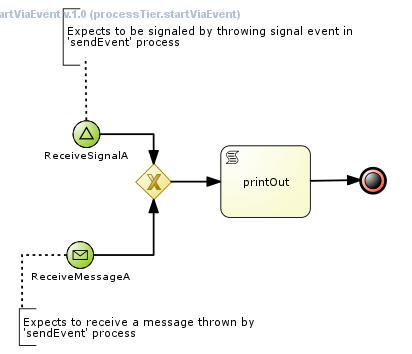 artViaEvent v.1.0 (processTier.startViaEvent)
Expects to be signaled by throwing signal event in
'sendEvent' process
ReceiveSignalA
X
printOut
ReceiveMessageA
Expects to receive a message thrown by
'sendEvent' process